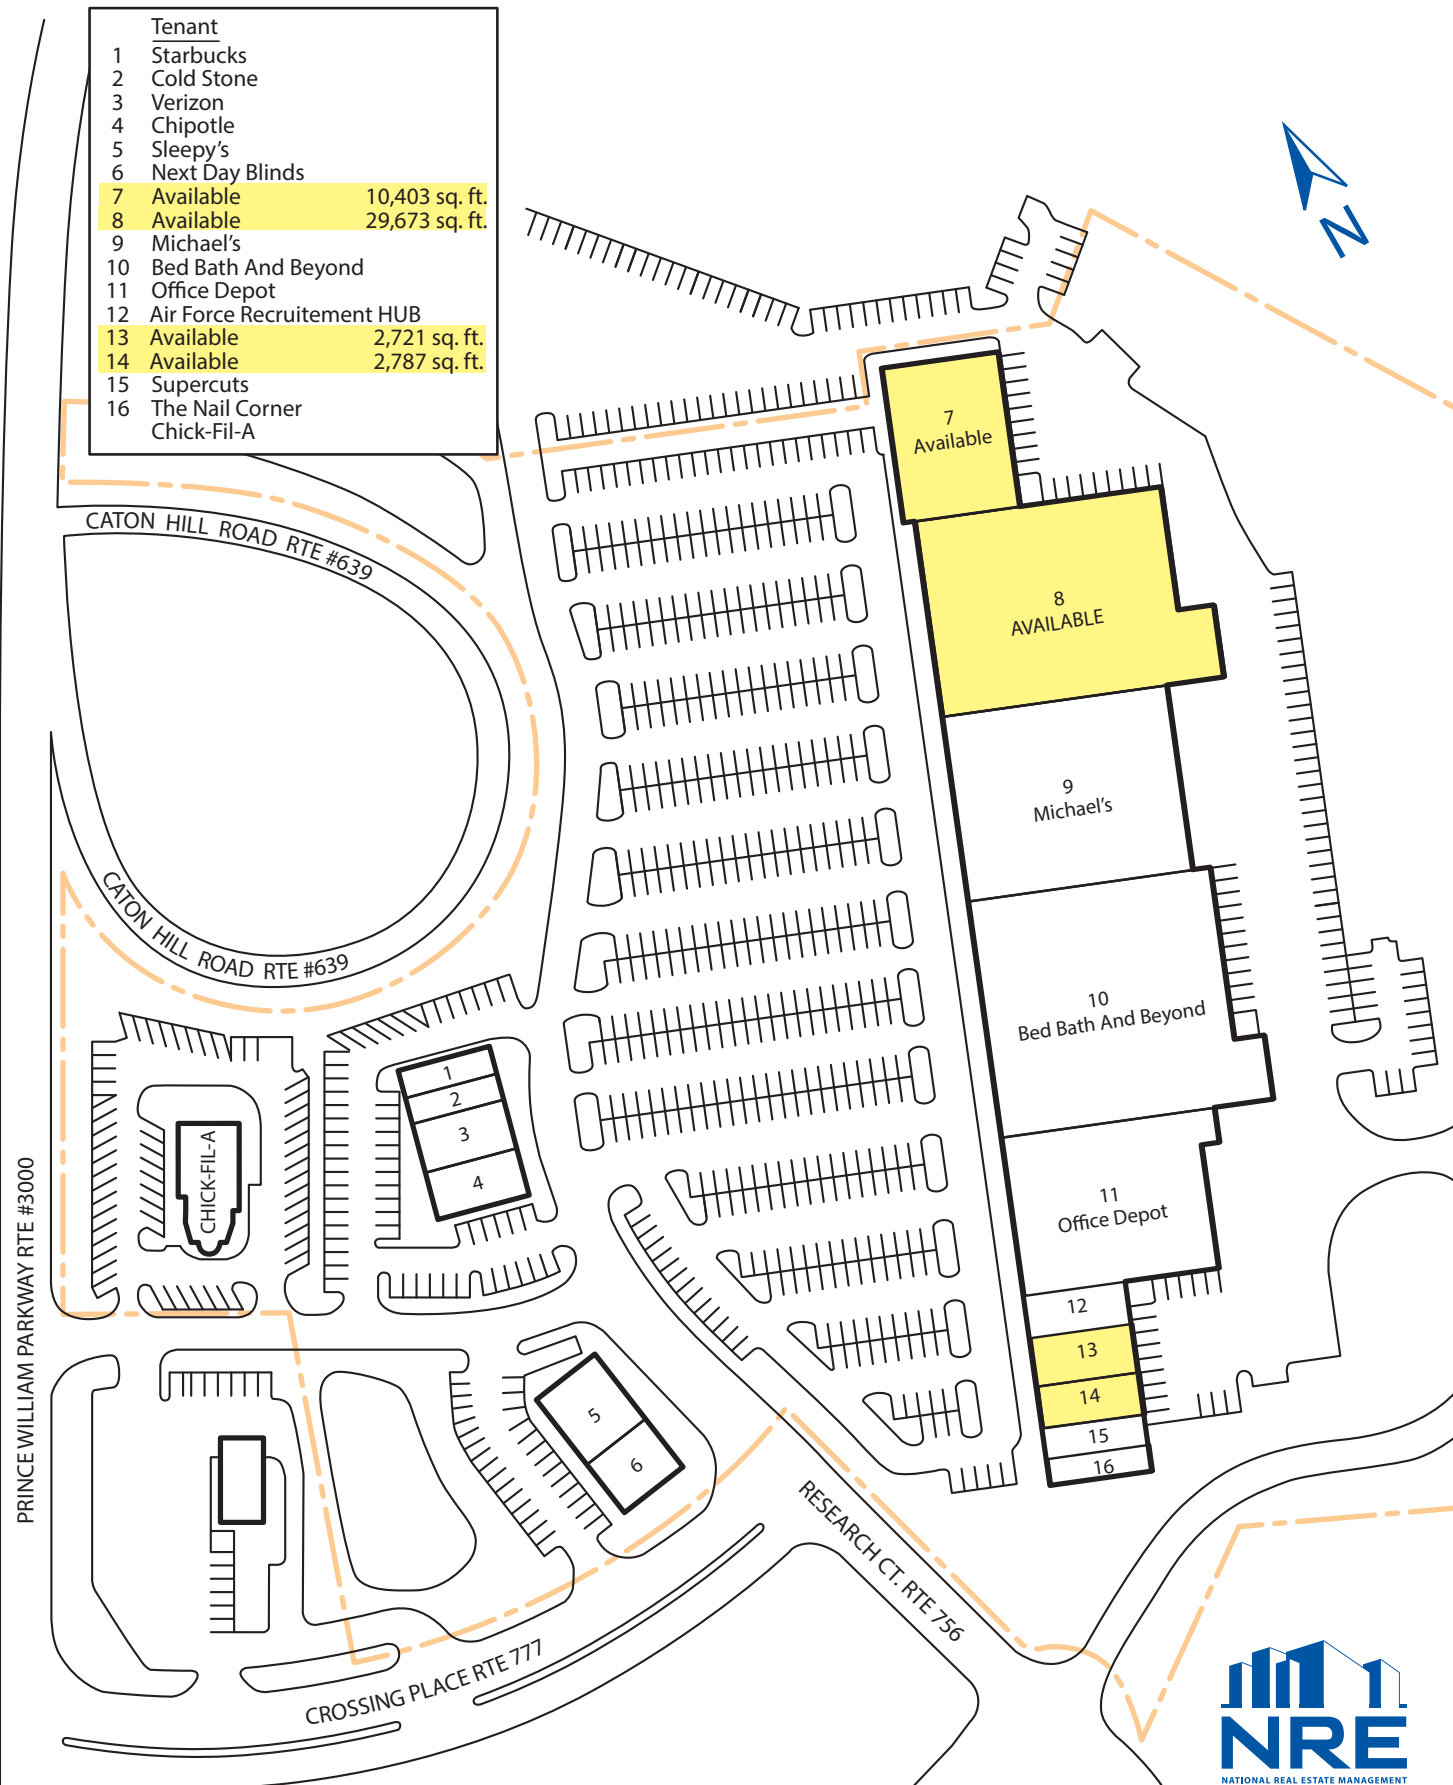 Tenant
1 Starbucks
2 Cold Stone
3 Verizon
4 Chipotle
5 Sleepy's
6 Next Day Blinds
7 Available 10,403 sq. ft.
8 Available 29,673 sq. ft.
9 Michael's
10 Bed Bath And Beyond
11 Office Depot
12 Air Force Recruitement HUB
13 Available 2,721 sq. ft.
14 Available 2,787 sq. ft.
15 Supercuts
16 The Nail Corner
Chick-Fil-A
N
7
Available
CATON HILL ROAD RTE #639
8
AVAILABLE
9
Michael's
CATON HILL ROAD RTE #639
10
Bed Bath And Beyond
1
2
3
4
CHICK-FIL-A
11
Office Depot
PRINCE WILLIAM PARKWAY RTE #3000
12
13
14
15
16
5
6
RESEARCH CT. RTE 756
CROSSING PLACE RTE 777
NRE
NATIONAL REAL ESTATE MANAGEMENT